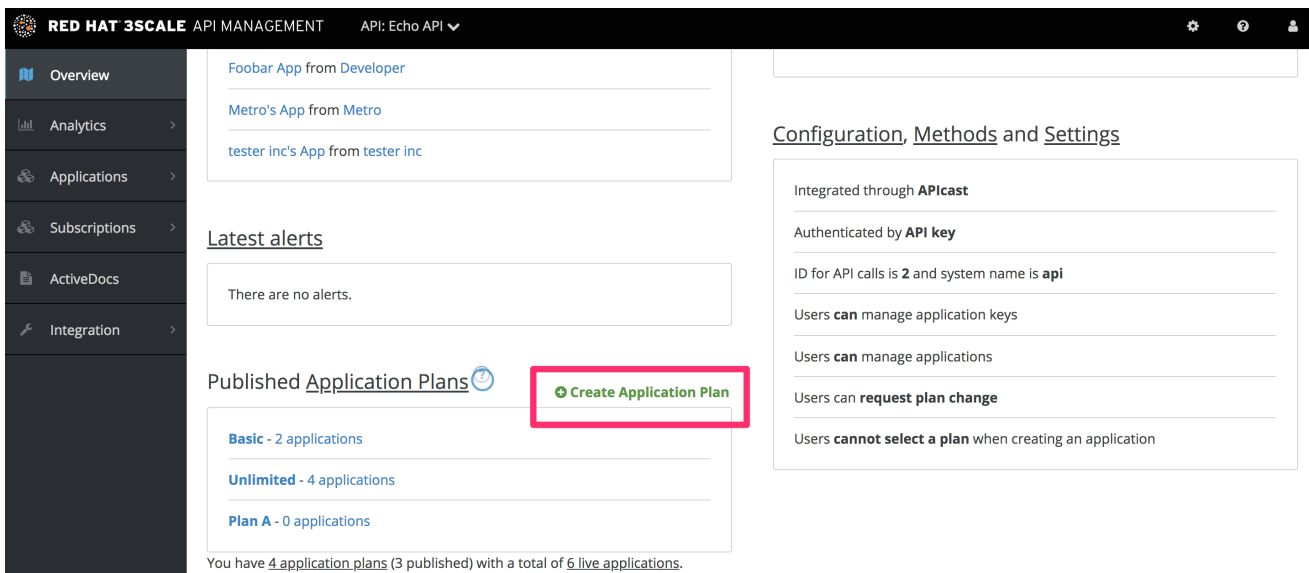 RED HAT 3SCALE API MANAGEMENT
API: Echo API
Overview
Analytics
Applications
Subscriptions
ActiveDocs
Integration
Foobar App from Developer
Metro's App from Metro
tester inc's App from tester inc
Latest alerts
There are no alerts.
Published Application Plans ?
Create Application Plan
Basic - 2 applications
Unlimited - 4 applications
Plan A - 0 applications
You have 4 application plans (3 published) with a total of 6 live applications.
Configuration, Methods and Settings
Integrated through APIcast
Authenticated by API key
ID for API calls is 2 and system name is api
Users can manage application keys
Users can manage applications
Users can request plan change
Users cannot select a plan when creating an application